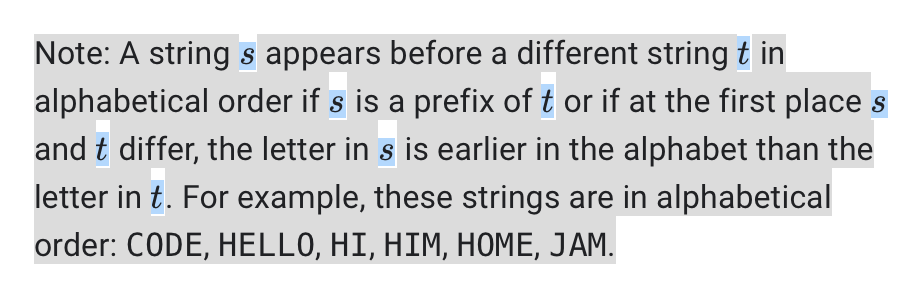 Note: A string s appears before a different string t in
alphabetical order if s is a prefix of t or if at the first place s
and t differ, the letter in s is earlier in the alphabet than the
letter in t. For example, these strings are in alphabetical
order: CODE, HELLO, HI, HIM, HOME, JAM.